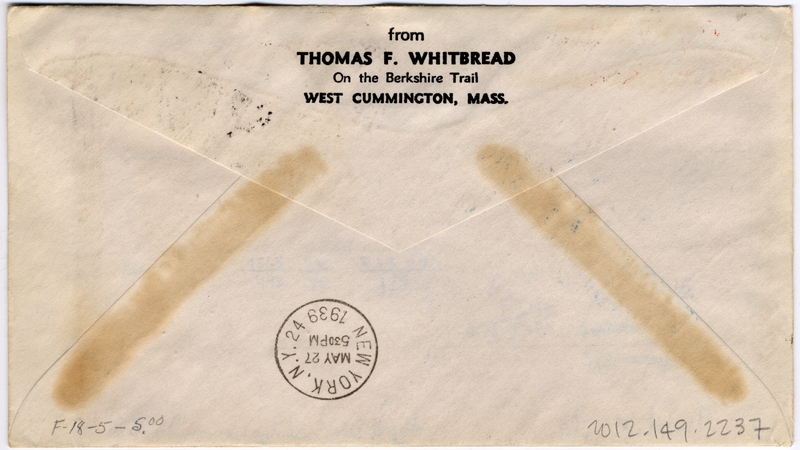 from
THOMAS F. WHITBREAD
On the Berkshire Trail
WEST CUMMINGTON, MASS.
NEW YORK, N.Y. 24
MAY 27
530PM
1939
F-18-5-5.00
2012.149.2237